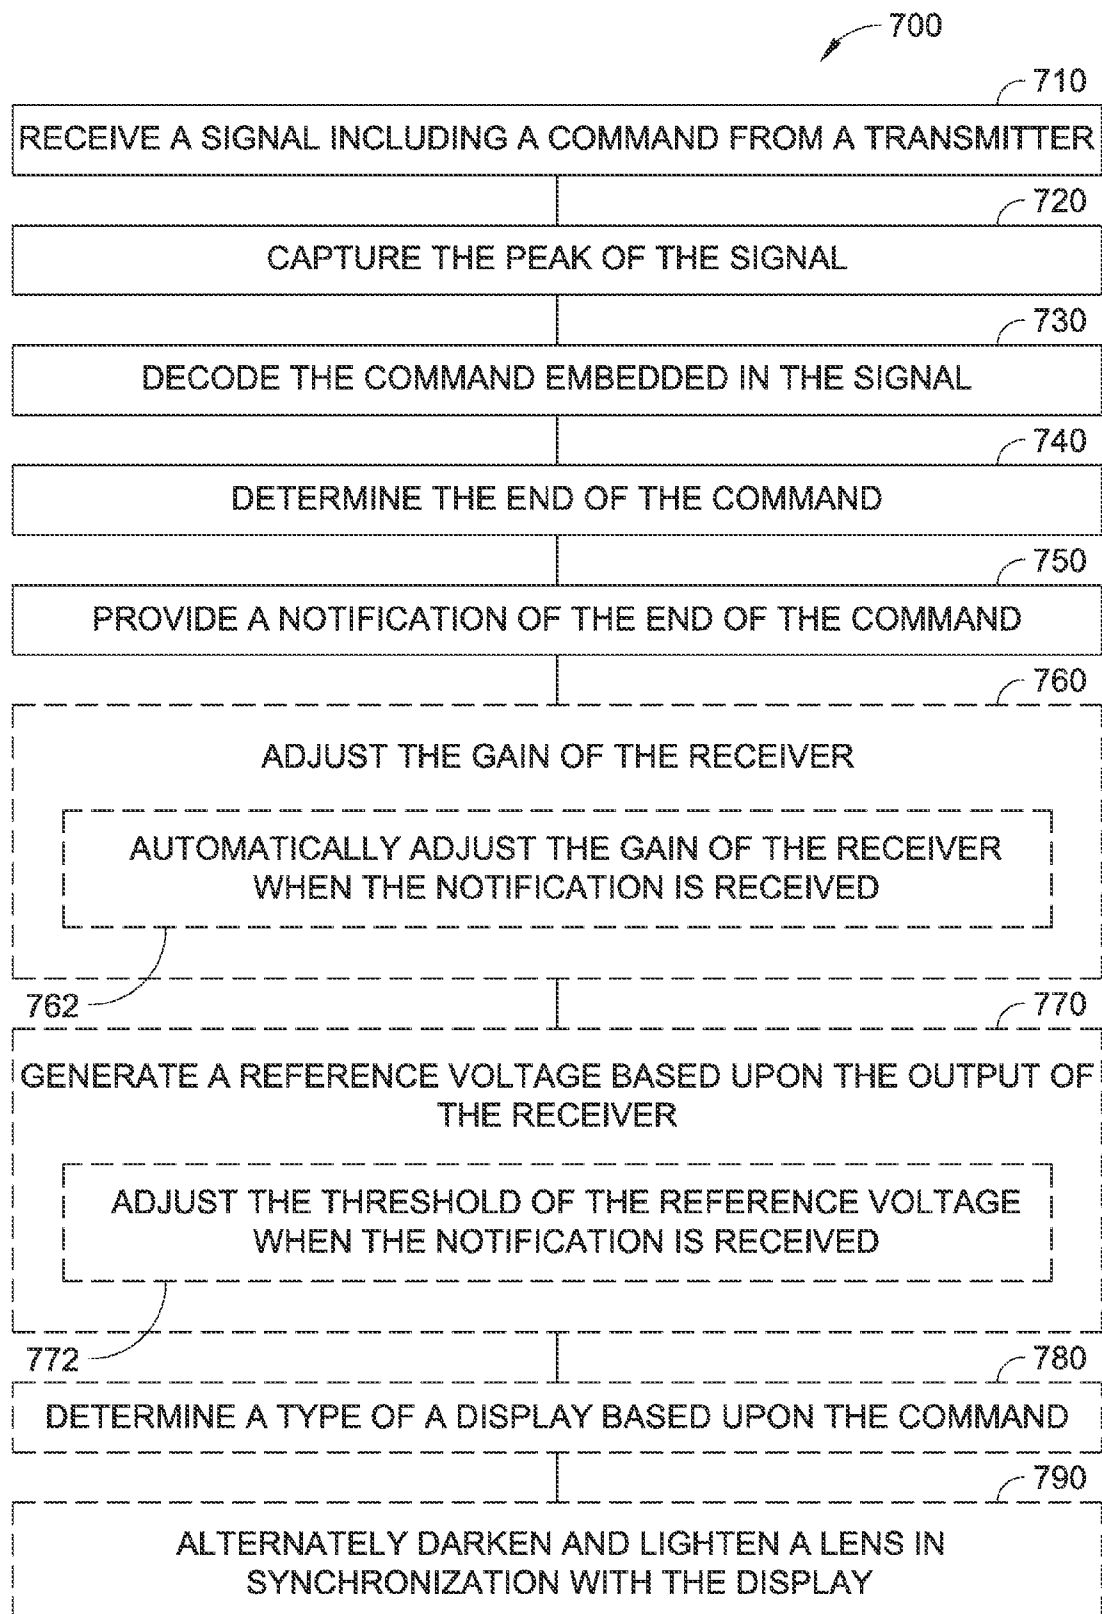 700
710
RECEIVE A SIGNAL INCLUDING A COMMAND FROM A TRANSMITTER
720
CAPTURE THE PEAK OF THE SIGNAL
730
DECODE THE COMMAND EMBEDDED IN THE SIGNAL
740
DETERMINE THE END OF THE COMMAND
750
PROVIDE A NOTIFICATION OF THE END OF THE COMMAND
760
ADJUST THE GAIN OF THE RECEIVER
AUTOMATICALLY ADJUST THE GAIN OF THE RECEIVER
WHEN THE NOTIFICATION IS RECEIVED
762
770
GENERATE A REFERENCE VOLTAGE BASED UPON THE OUTPUT OF
THE RECEIVER
ADJUST THE THRESHOLD OF THE REFERENCE VOLTAGE
WHEN THE NOTIFICATION IS RECEIVED
772
780
DETERMINE A TYPE OF A DISPLAY BASED UPON THE COMMAND
790
ALTERNATELY DARKEN AND LIGHTEN A LENS IN
SYNCHRONIZATION WITH THE DISPLAY